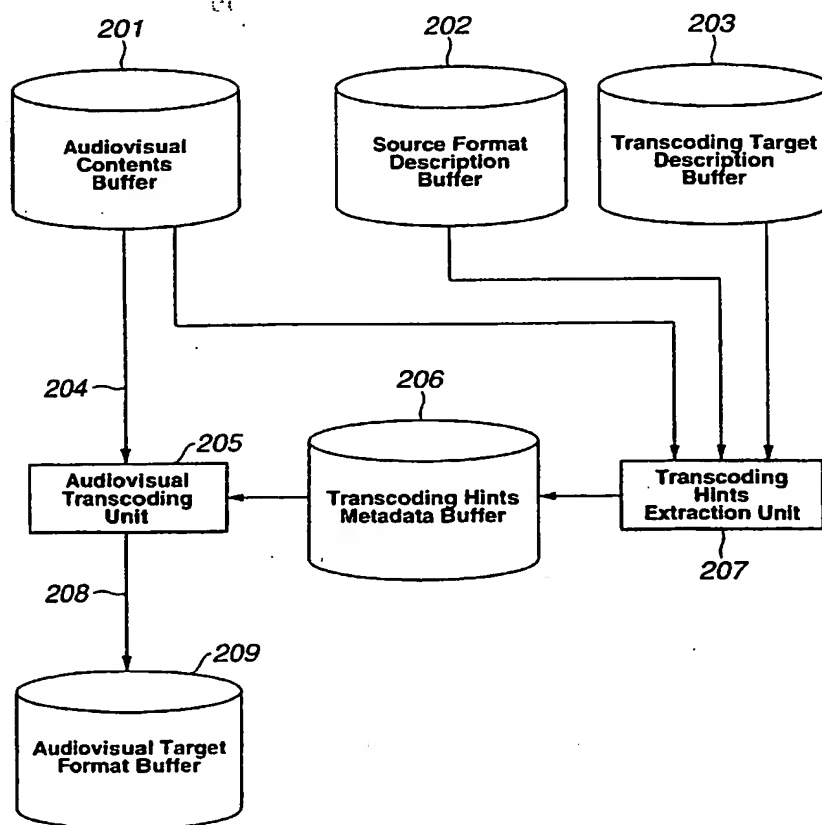 201
202
203
Audiovisual
Contents
Buffer
Source Format
Description
Buffer
Transcoding Target
Description
Buffer
204
206
205
Audiovisual
Transcoding
Unit
Transcoding Hints
Metadata Buffer
Transcoding
Hints
Extraction Unit
207
208
209
Audiovisual Target
Format Buffer